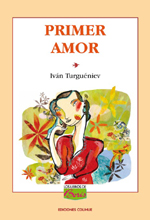 PRIMER
AMOR
Iván Turguéniev
EDICIONES COLIHUE